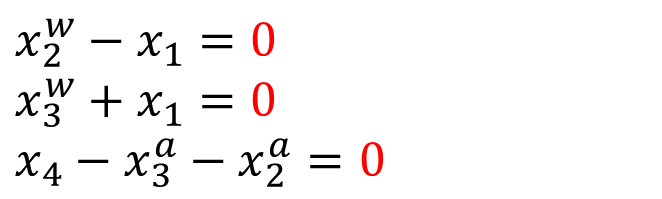 x₂ʷ − x₁ = 0
x₃ʷ + x₁ = 0
x₄ − x₃ᵃ − x₂ᵃ = 0